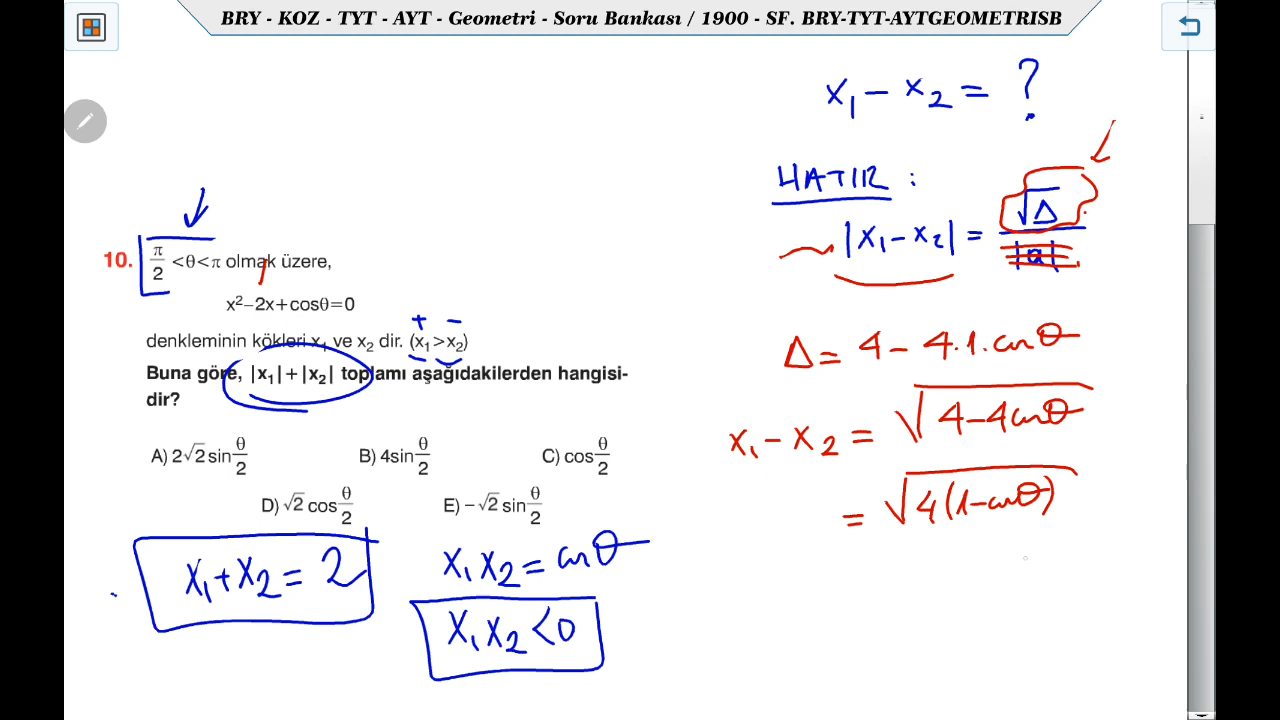 BRY - KOZ - TYT - AYT - Geometri - Soru Bankası / 1900 - SF. BRY-TYT-AYTGEOMETRISB
x₁ - x₂ = ?
HATIR :
|x₁ - x₂| = √Δ / |a|
10. π/2 <θ<π olmak üzere,
x²-2x+cosθ=0
+ -
denkleminin kökleri x₁ ve x₂ dir. (x₁>x₂)
Buna göre, |x₁|+|x₂| toplamı aşağıdakilerden hangisi-
dir?
A) 2√2 sin θ/2 B) 4sin θ/2 C) cos θ/2
D) √2 cos θ/2 E) -√2 sin θ/2
Δ = 4 - 4.1.cosθ
x₁ - x₂ = √(4-4cosθ)
= √(4(1-cosθ))
x₁+x₂ = 2
x₁x₂ = cosθ
x₁x₂ <0